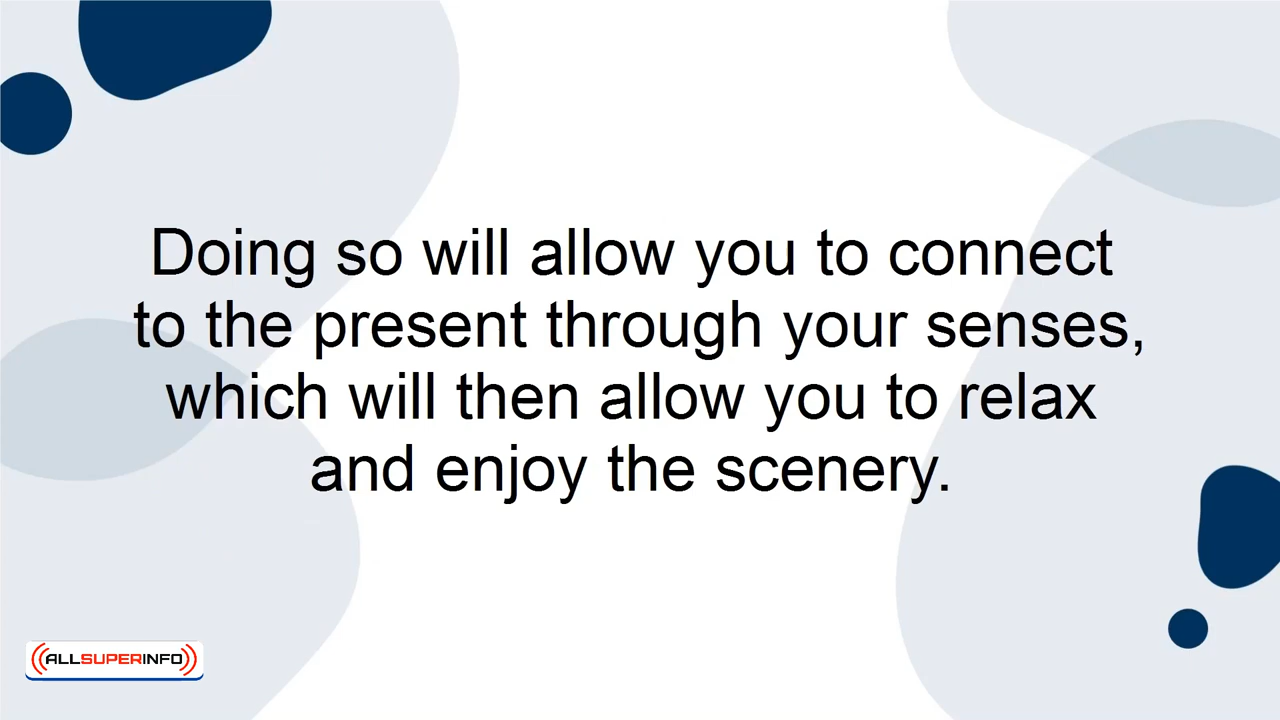 Doing so will allow you to connect
to the present through your senses,
which will then allow you to relax
and enjoy the scenery.
ALLSUPERINFO